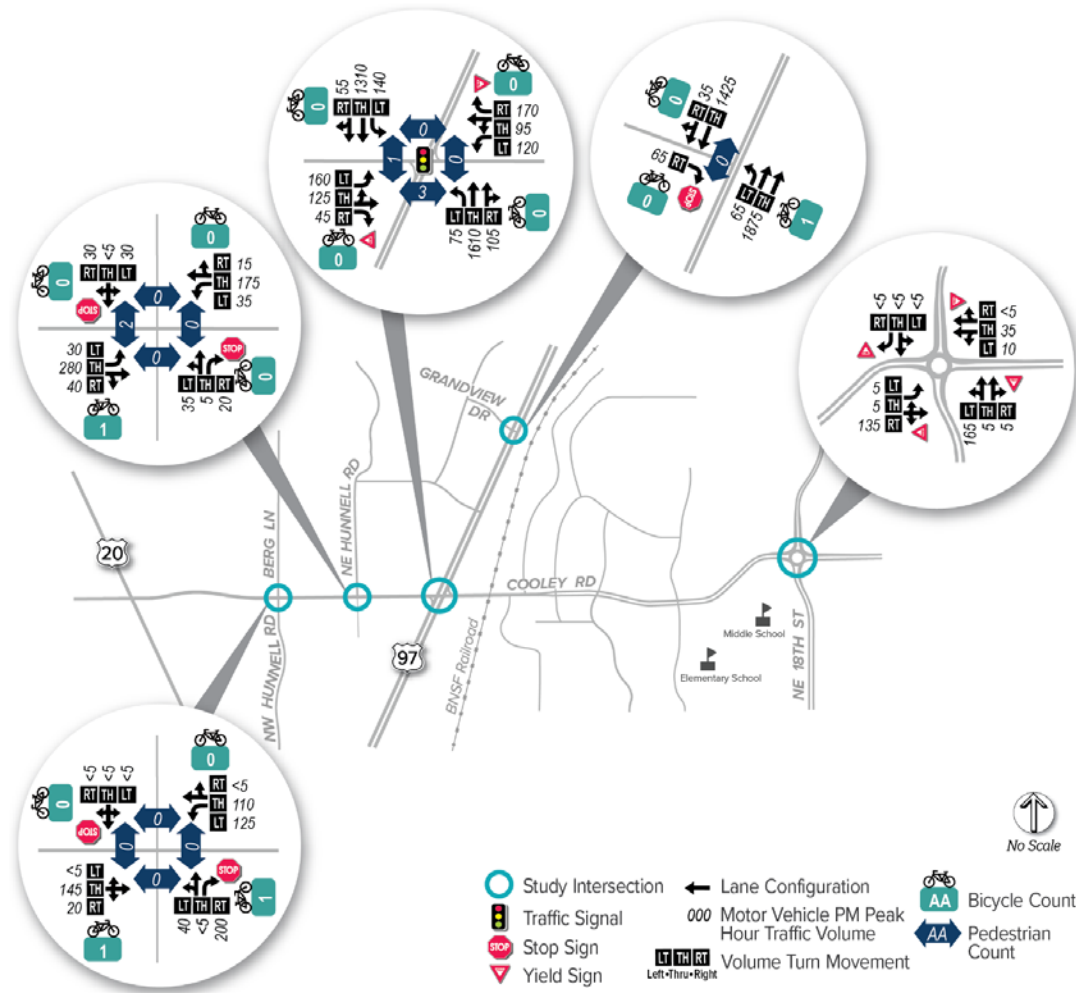 55 1310 140
RT TH LT
0
0
170 RT
95 TH
120 LT
160 LT
125 TH
45 RT
0
1
0
3
LT TH RT
75 1610 105
0
0
35 1425
RT TH
0
65 RT
STOP
0
0
LT TH
65 1875
1
30 <5 30
RT TH LT
0
STOP
0
RT 15
TH 175
LT 35
0
2
0
0
30 LT
280 TH
40 RT
1
STOP
LT TH RT
35 5 20
0
<5 <5 <5
RT TH LT
RT <5
TH 35
LT 10
5 LT
5 TH
135 RT
LT TH RT
165 5 5
GRANDVIEW
DR
20
BERG LN
NE HUNNELL RD
COOLEY RD
NW HUNNELL RD
97
BNSF Railroad
Middle School
Elementary School
NE 18TH ST
<5 <5 <5
RT TH LT
0
STOP
0
RT <5
TH 110
LT 125
0
0
0
0
<5 LT
145 TH
20 RT
1
STOP
LT TH RT
40 <5 200
1
No Scale
Study Intersection
Traffic Signal
STOP Stop Sign
Yield Sign
Lane Configuration
000 Motor Vehicle PM Peak
Hour Traffic Volume
LT TH RT Volume Turn Movement
Left•Thru•Right
AA Bicycle Count
AA Pedestrian
Count